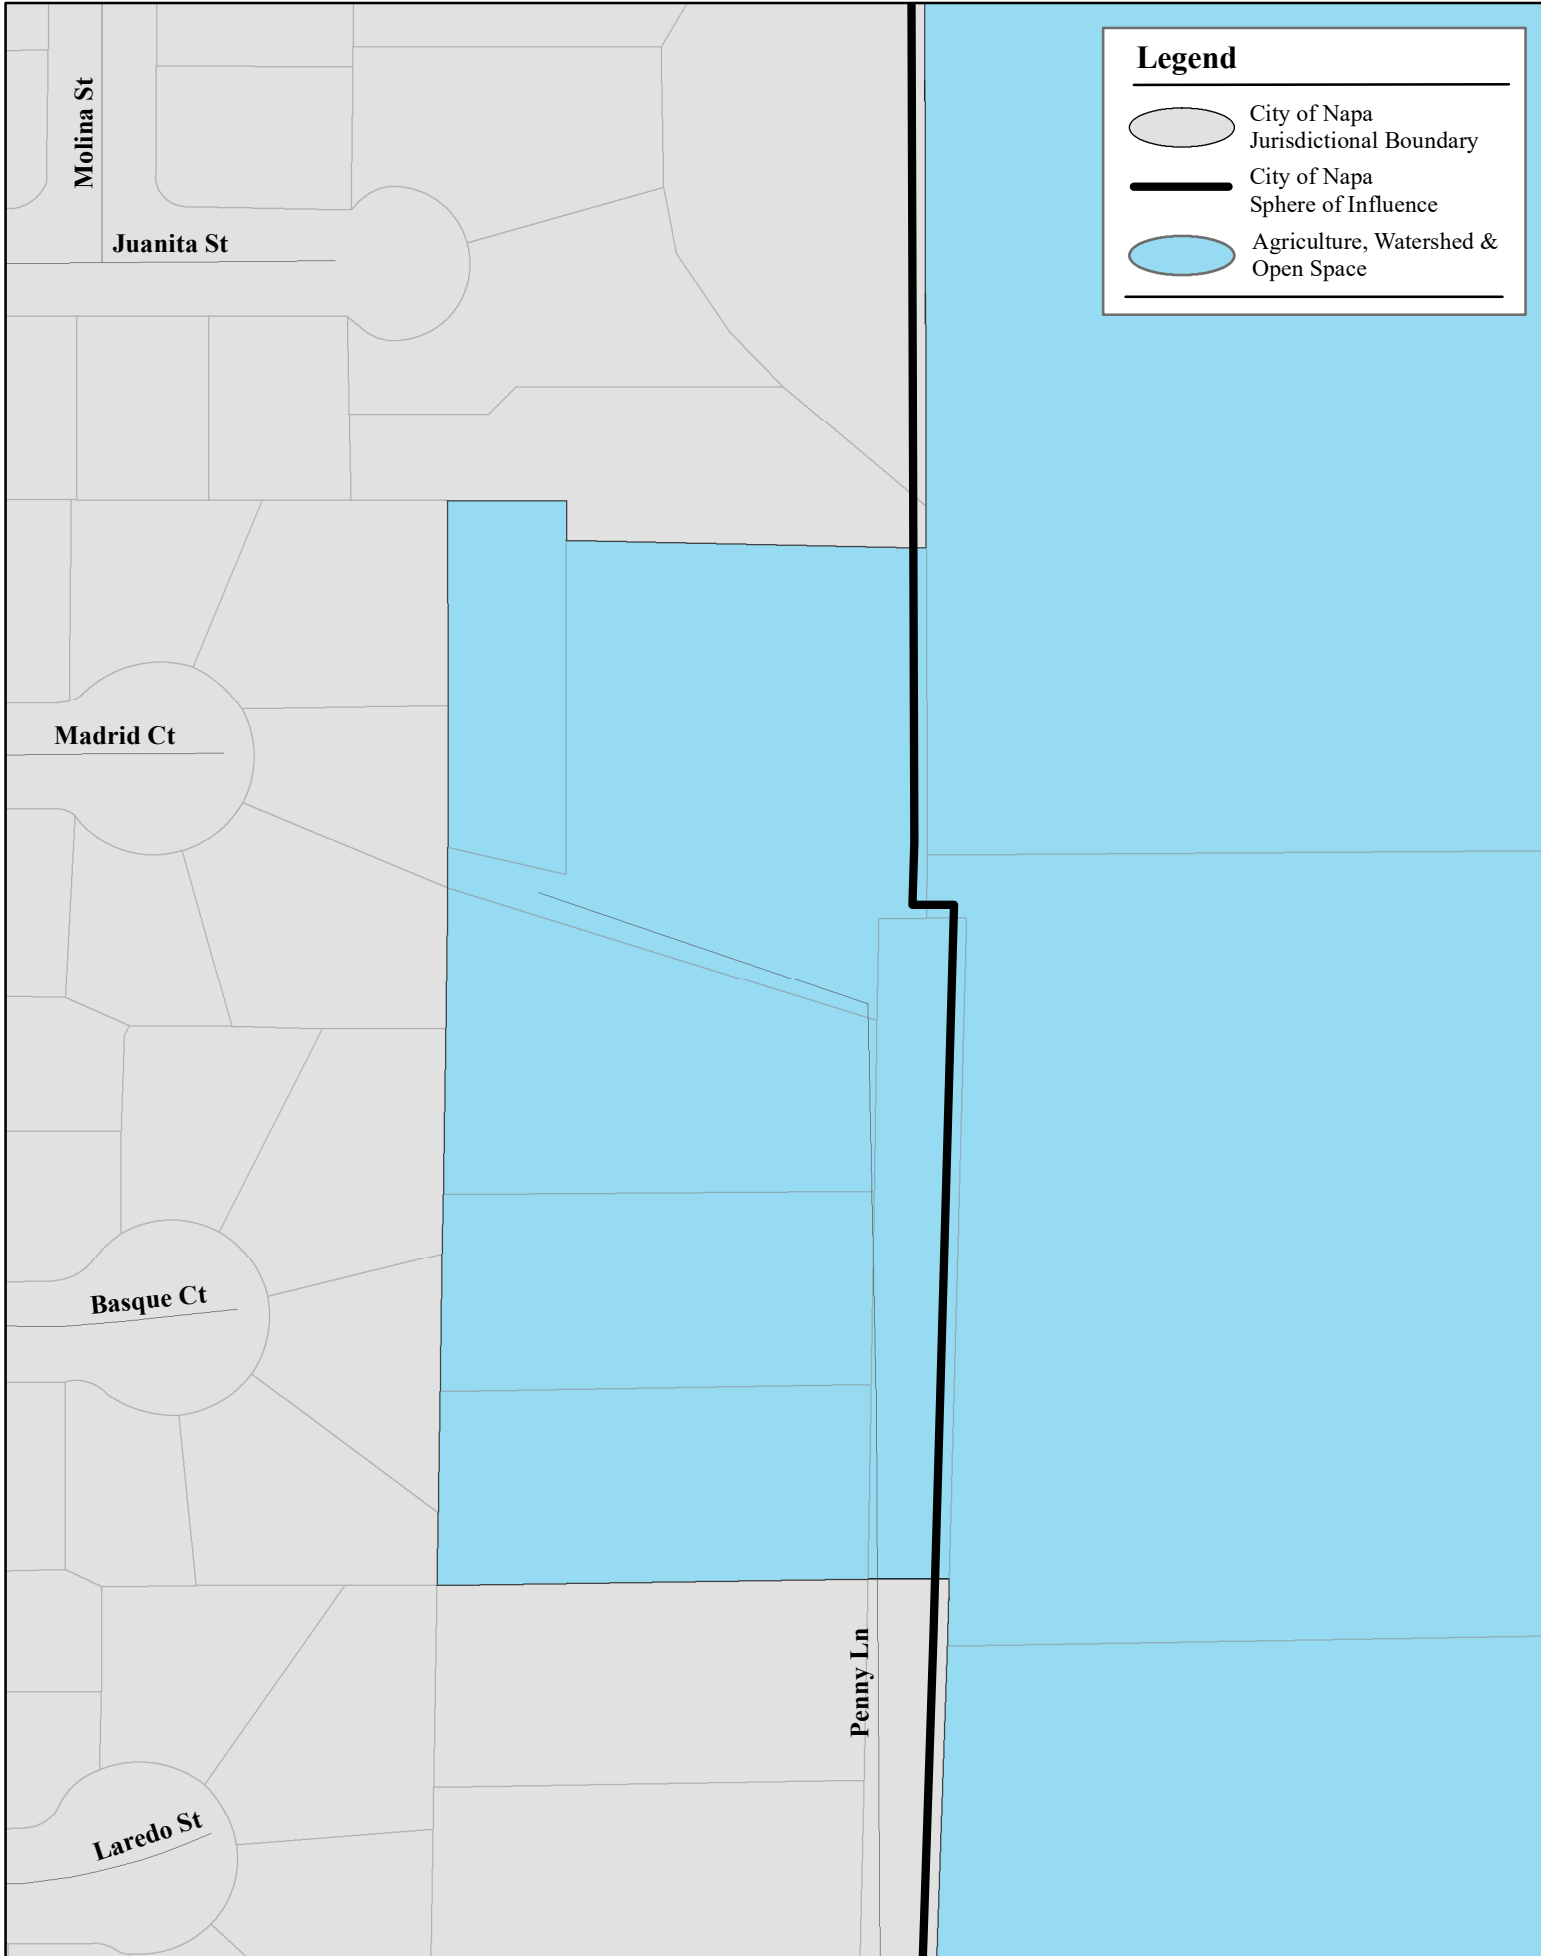 Legend
City of Napa
Jurisdictional Boundary
City of Napa
Sphere of Influence
Agriculture, Watershed &
Open Space
Molina St
Juanita St
Madrid Ct
Basque Ct
Penny Ln
Laredo St